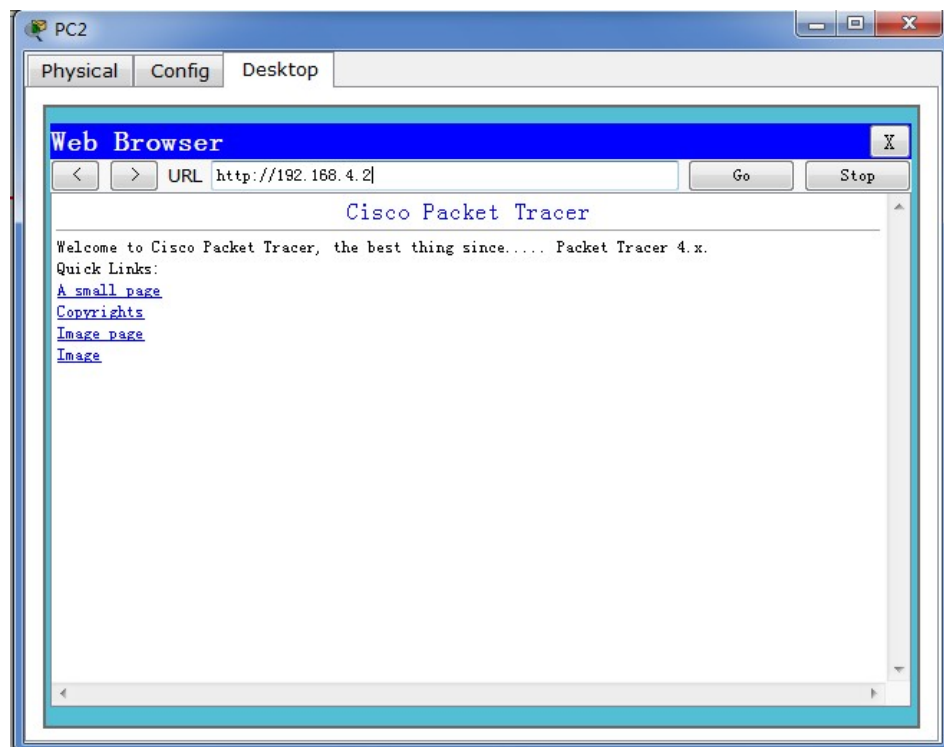 PC2
Physical Config Desktop
Web Browser X
< > URL http://192.168.4.2 Go Stop
Cisco Packet Tracer
Welcome to Cisco Packet Tracer, the best thing since..... Packet Tracer 4.x.
Quick Links:
A small page
Copyrights
Image page
Image